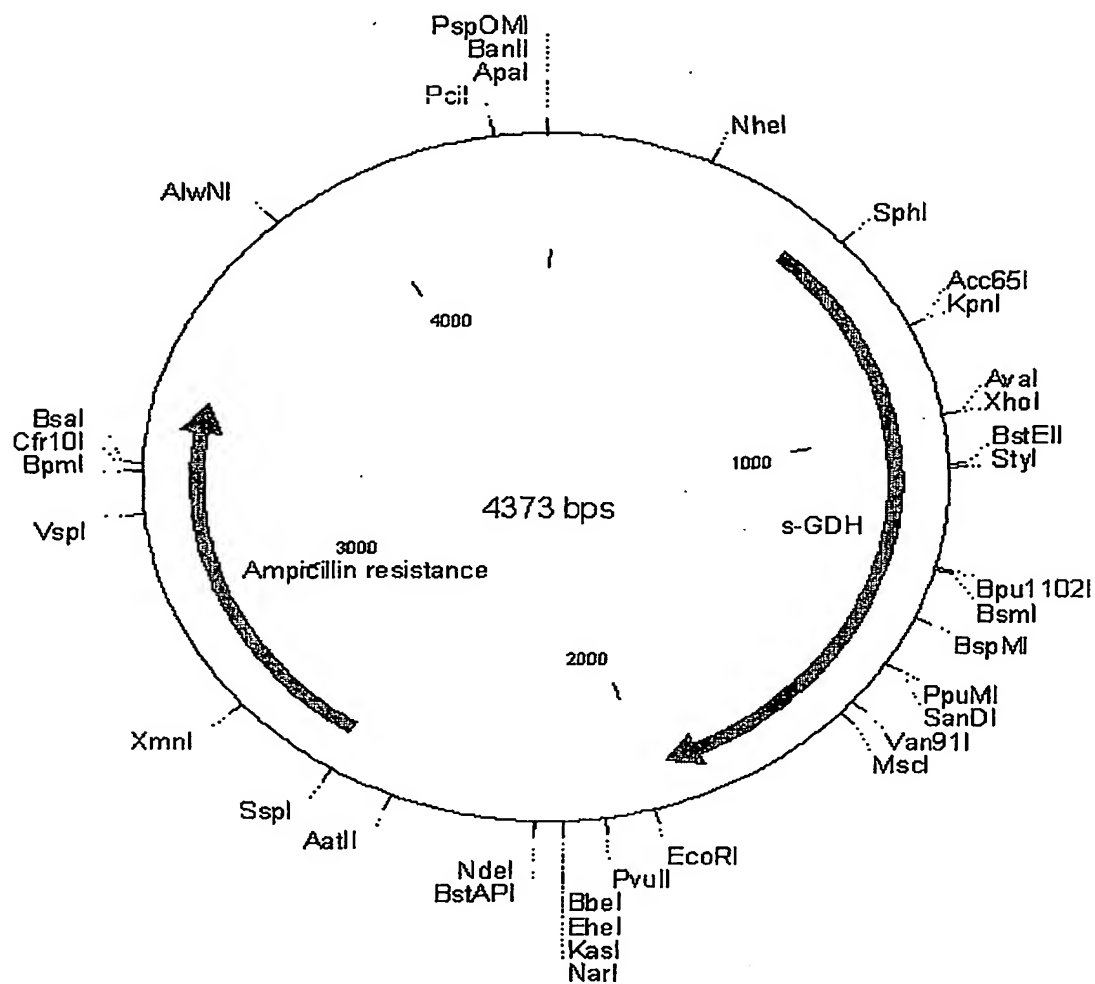 PspOMI
BanII
ApaI
PciI
NheI
AlwNI
SphI
Acc65I
KpnI
4000
AvaI
XhoI
BsaI
Cfr10I
BpmI
BstEII
StyI
1000
4373 bps
VspI
s-GDH
3000
Ampicillin resistance
Bpu1102I
BsmI
BspMI
2000
PpuMI
SanDI
Van91I
MscI
XmnI
SspI
AatII
EcoRI
NdeI
BstAPI
PvuII
BbeI
EheI
KasI
NarI